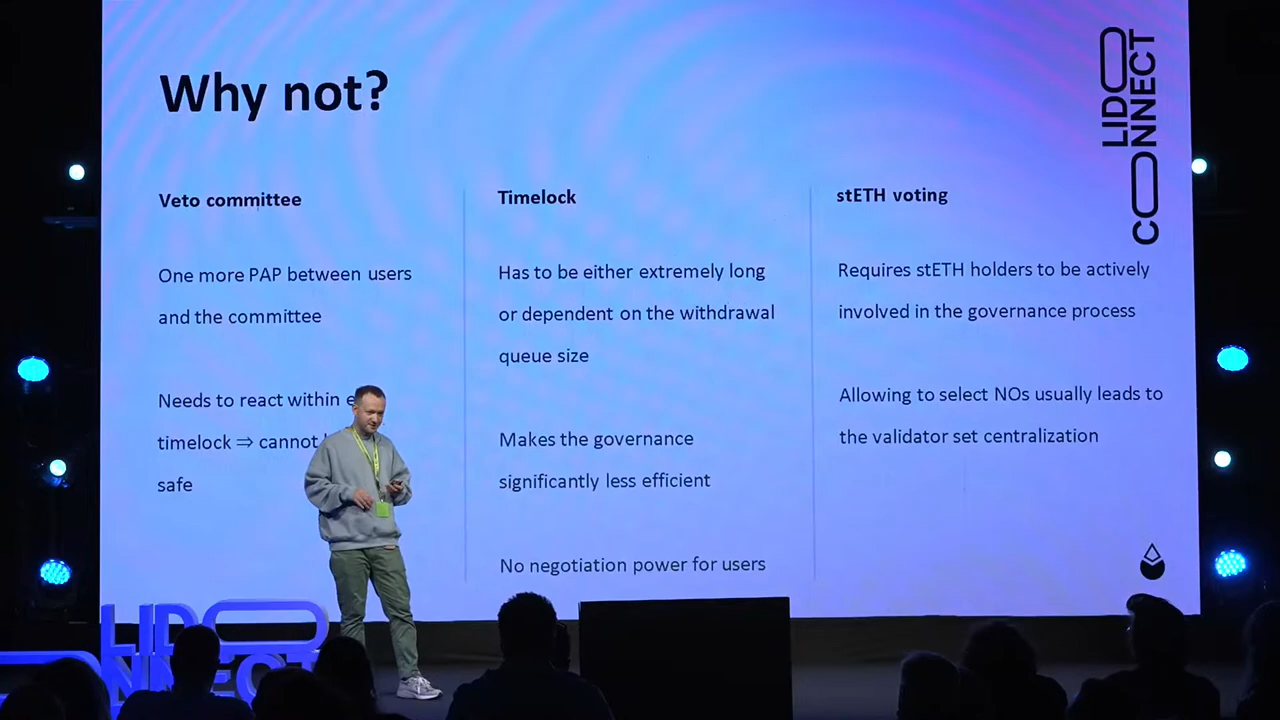 Why not?
LIDO
CONNECT
Veto committee
One more PAP between users
and the committee
Needs to react within
timelock ⇒ cannot
safe
Timelock
Has to be either extremely long
or dependent on the withdrawal
queue size
Makes the governance
significantly less efficient
No negotiation power for users
stETH voting
Requires stETH holders to be actively
involved in the governance process
Allowing to select NOs usually leads to
the validator set centralization
LIDO
NNECT